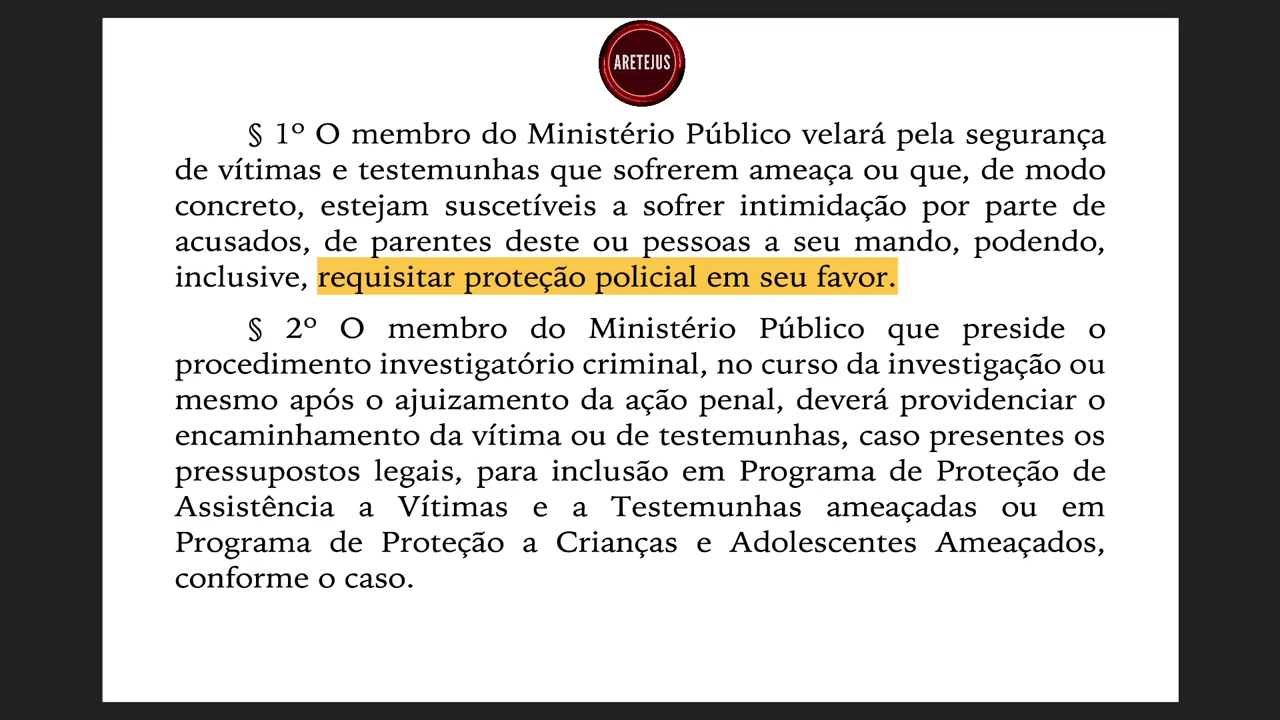 ARETEJUS
§ 1º O membro do Ministério Público velará pela segurança
de vítimas e testemunhas que sofrerem ameaça ou que, de modo
concreto, estejam suscetíveis a sofrer intimidação por parte de
acusados, de parentes deste ou pessoas a seu mando, podendo,
inclusive, requisitar proteção policial em seu favor.
§ 2º O membro do Ministério Público que preside o
procedimento investigatório criminal, no curso da investigação ou
mesmo após o ajuizamento da ação penal, deverá providenciar o
encaminhamento da vítima ou de testemunhas, caso presentes os
pressupostos legais, para inclusão em Programa de Proteção de
Assistência a Vítimas e a Testemunhas ameaçadas ou em
Programa de Proteção a Crianças e Adolescentes Ameaçados,
conforme o caso.